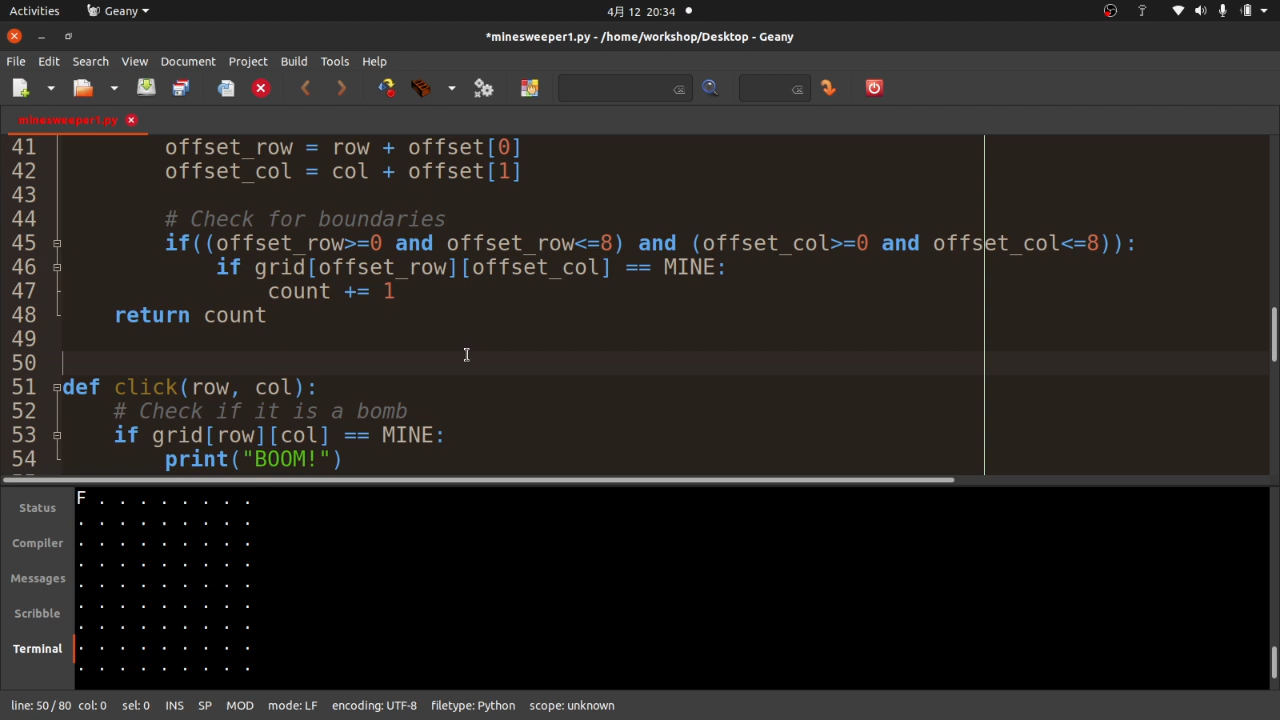 Activities Geany 4月 12 20:34
*minesweeper1.py - /home/workshop/Desktop - Geany
File Edit Search View Document Project Build Tools Help
minesweeper1.py
41 offset_row = row + offset[0]
42 offset_col = col + offset[1]
43
44 # Check for boundaries
45 if((offset_row>=0 and offset_row<=8) and (offset_col>=0 and offset_col<=8)):
46 if grid[offset_row][offset_col] == MINE:
47 count += 1
48 return count
49
50
51 def click(row, col):
52 # Check if it is a bomb
53 if grid[row][col] == MINE:
54 print("BOOM!")
Status
Compiler
Messages
Scribble
Terminal
F . . . . . . . .
. . . . . . . . .
. . . . . . . . .
. . . . . . . . .
. . . . . . . . .
. . . . . . . . .
. . . . . . . . .
. . . . . . . . .
. . . . . . . . .
line: 50 / 80 col: 0 sel: 0 INS SP MOD mode: LF encoding: UTF-8 filetype: Python scope: unknown